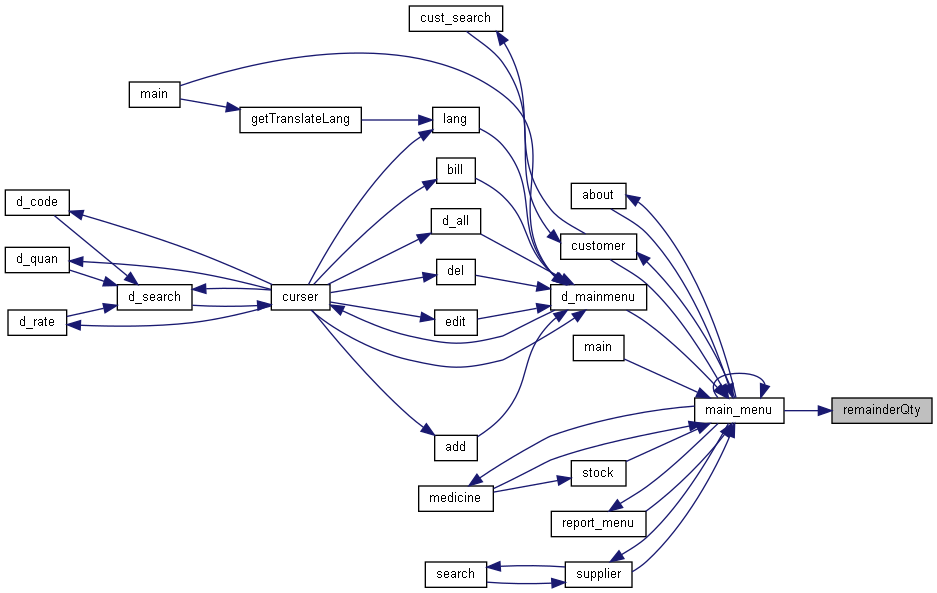 cust_search
main
getTranslateLang
lang
bill
about
d_code
d_all
customer
d_quan
del
d_search
curser
d_mainmenu
d_rate
edit
main
main_menu
remainderQty
add
stock
medicine
report_menu
search
supplier